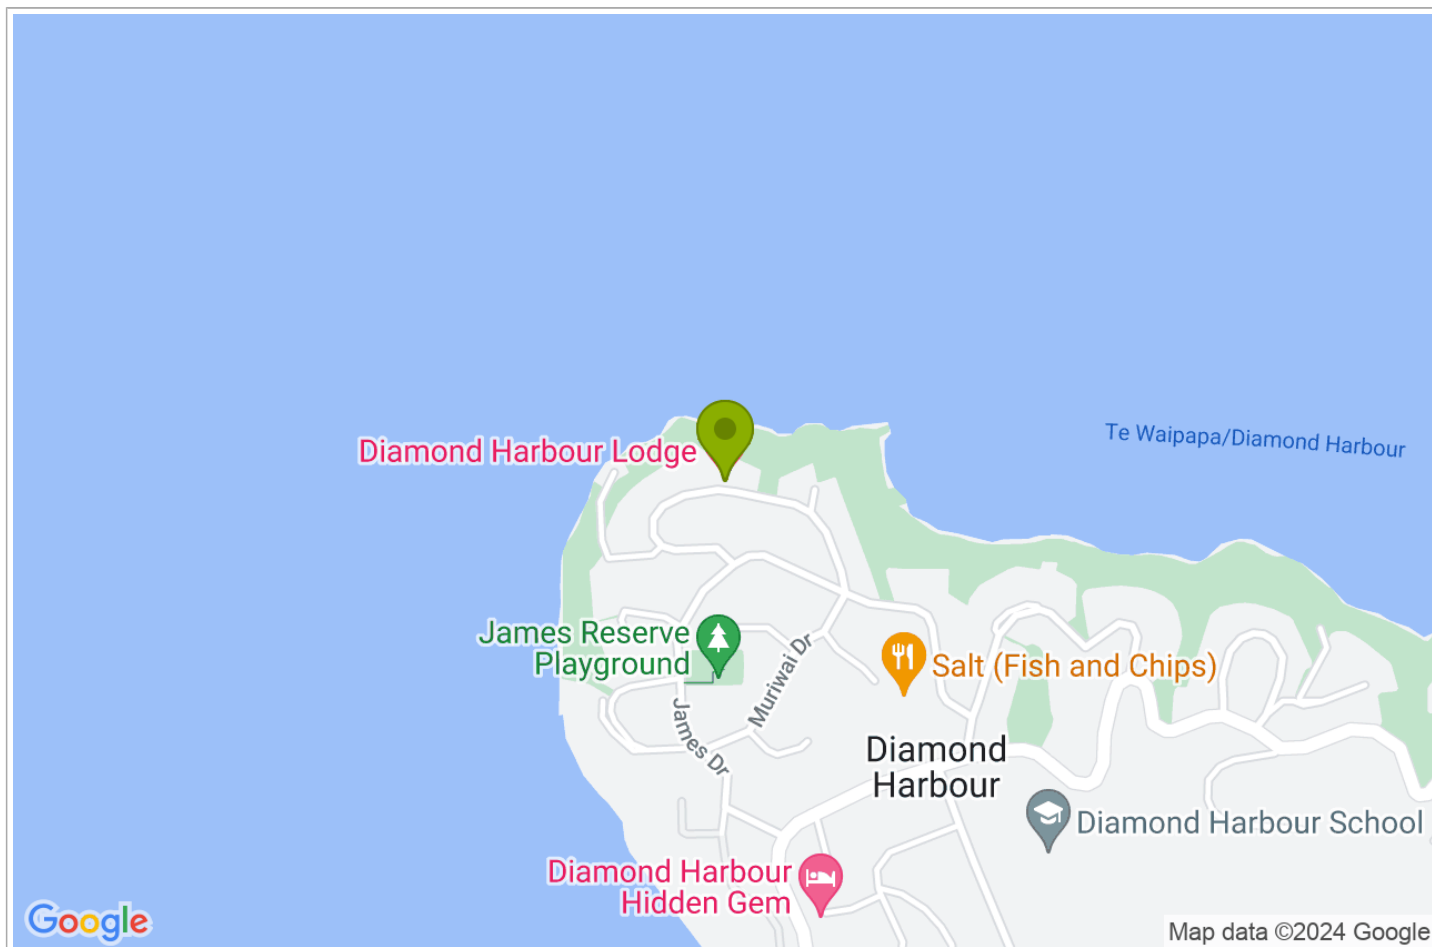 Te Waipapa/Diamond Harbour
Diamond Harbour Lodge
James Reserve
Playground
Muriwai Dr
Salt (Fish and Chips)
James Dr
Diamond
Harbour
Diamond Harbour School
Diamond Harbour
Hidden Gem
Google
Map data ©2024 Google